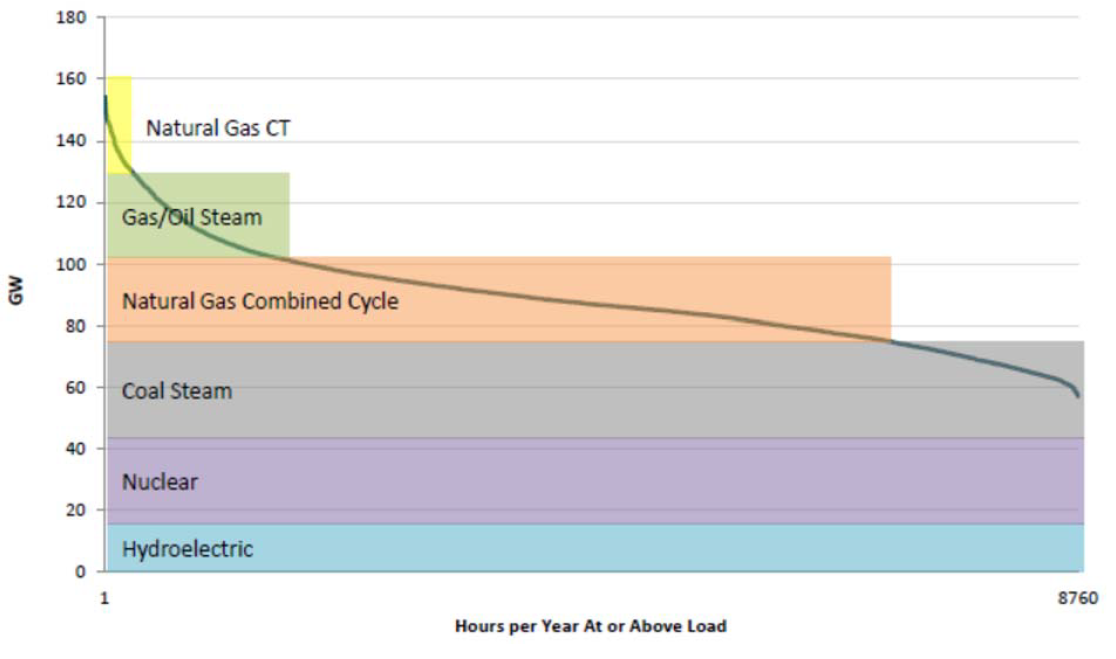 180
160
140
120
100
80
60
40
20
0
GW
Natural Gas CT
Gas/Oil Steam
Natural Gas Combined Cycle
Coal Steam
Nuclear
Hydroelectric
1
8760
Hours per Year At or Above Load